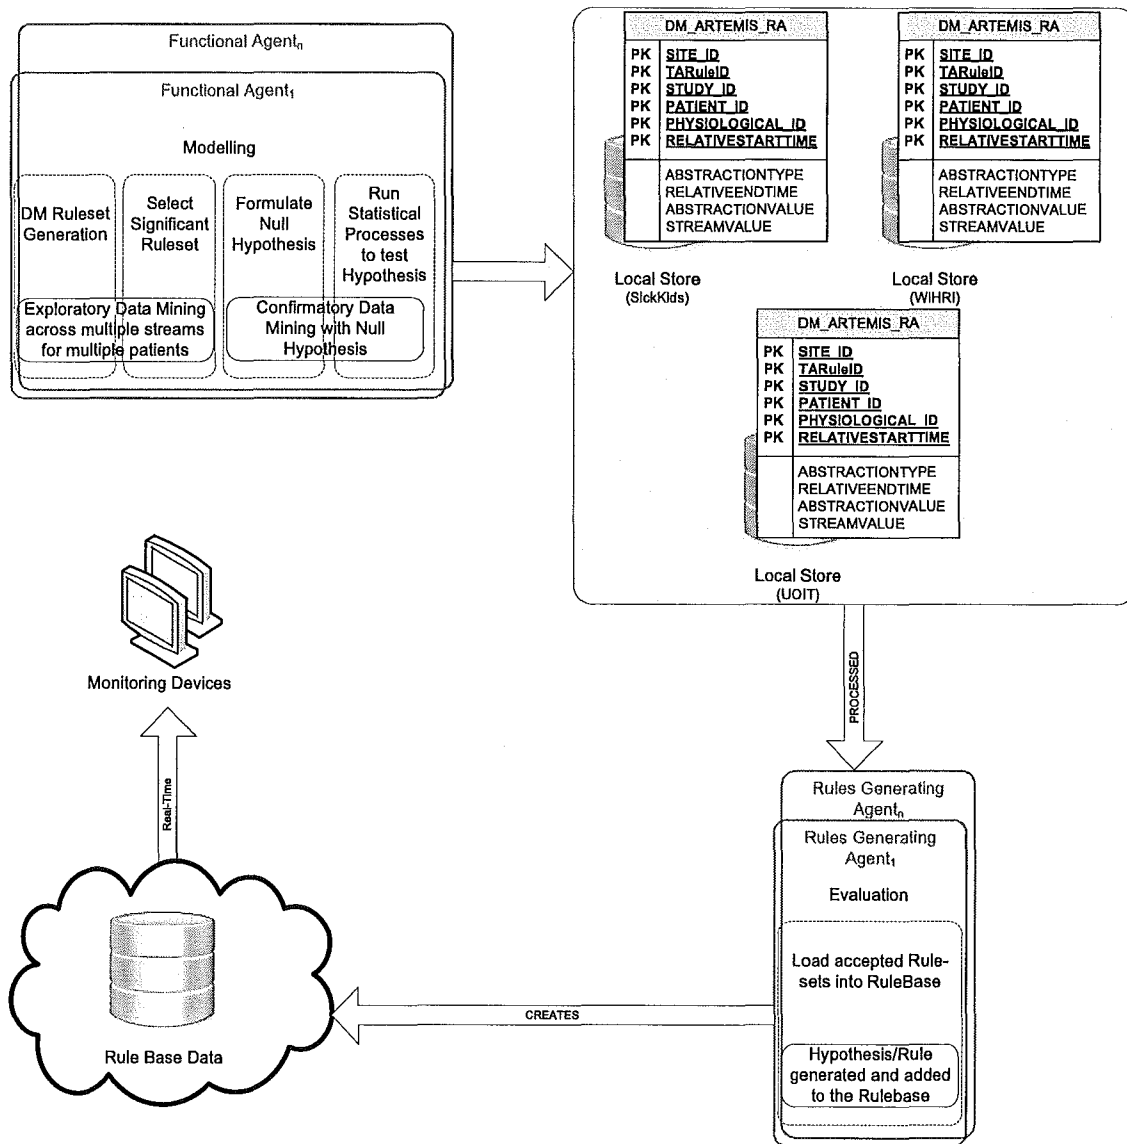 Functional Agentn
Functional Agent1
Modelling
DM Ruleset
Generation
Select
Significant
Ruleset
Formulate
Null
Hypothesis
Run
Statistical
Processes
to test
Hypothesis
Exploratory Data Mining
across multiple streams
for multiple patients
Confirmatory Data
Mining with Null
Hypothesis
DM_ARTEMIS_RA
PK SITE_ID
PK TARuleID
PK STUDY_ID
PK PATIENT_ID
PK PHYSIOLOGICAL_ID
PK RELATIVESTARTTIME
ABSTRACTIONTYPE
RELATIVEENDTIME
ABSTRACTIONVALUE
STREAMVALUE
Local Store
(SickKids)
DM_ARTEMIS_RA
PK SITE_ID
PK TARuleID
PK STUDY_ID
PK PATIENT_ID
PK PHYSIOLOGICAL_ID
PK RELATIVESTARTTIME
ABSTRACTIONTYPE
RELATIVEENDTIME
ABSTRACTIONVALUE
STREAMVALUE
Local Store
(WIHRI)
DM_ARTEMIS_RA
PK SITE_ID
PK TARuleID
PK STUDY_ID
PK PATIENT_ID
PK PHYSIOLOGICAL_ID
PK RELATIVESTARTTIME
ABSTRACTIONTYPE
RELATIVEENDTIME
ABSTRACTIONVALUE
STREAMVALUE
Local Store
(UOIT)
PROCESSED
Monitoring Devices
Real-Time
Rule Base Data
CREATES
Rules Generating
Agentn
Rules Generating
Agent1
Evaluation
Load accepted Rule-
sets into RuleBase
Hypothesis/Rule
generated and added
to the Rulebase